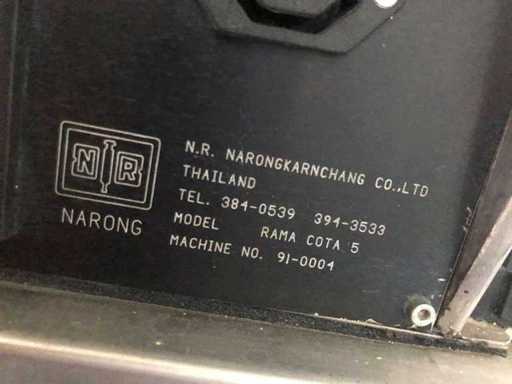 N R
NARONG
N.R. NARONGKARNCHANG CO.,LTD
THAILAND
TEL. 384-0539 394-3533
MODEL RAMA COTA 5
MACHINE NO. 91-0004